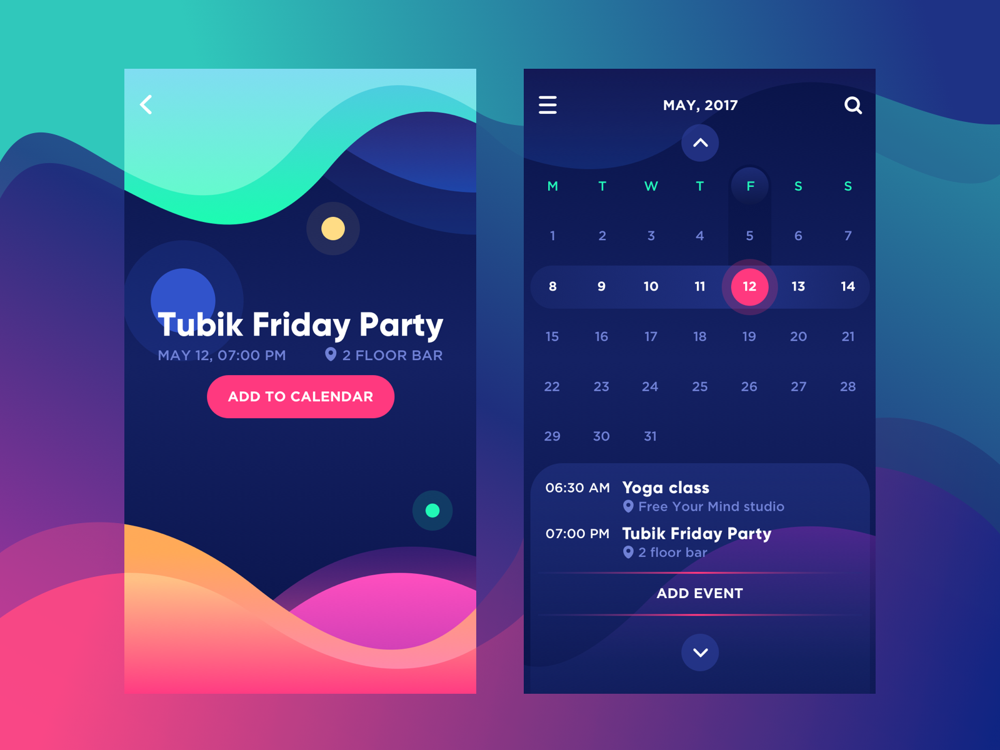 Tubik Friday Party
MAY 12, 07:00 PM 2 FLOOR BAR
ADD TO CALENDAR
MAY, 2017
M T W T F S S
1 2 3 4 5 6 7
8 9 10 11 12 13 14
15 16 17 18 19 20 21
22 23 24 25 26 27 28
29 30 31
06:30 AM Yoga class
Free Your Mind studio
07:00 PM Tubik Friday Party
2 floor bar
ADD EVENT